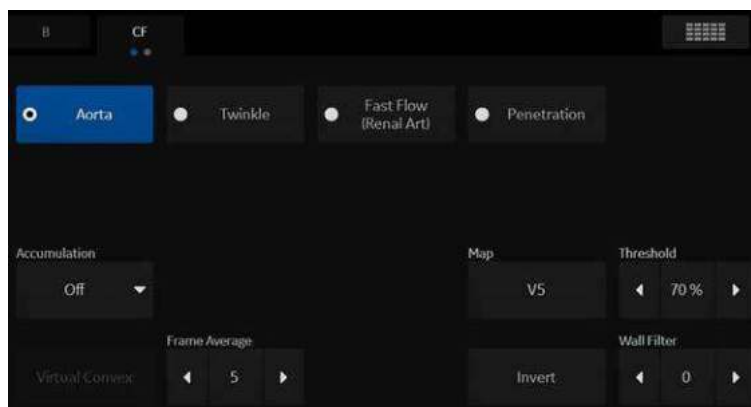 B
CF
Aorta
Twinkle
Fast Flow
(Renal Art)
Penetration
Accumulation
Map
Threshold
Off
V5
70 %
Frame Average
Wall Filter
Virtual Convex
5
Invert
0